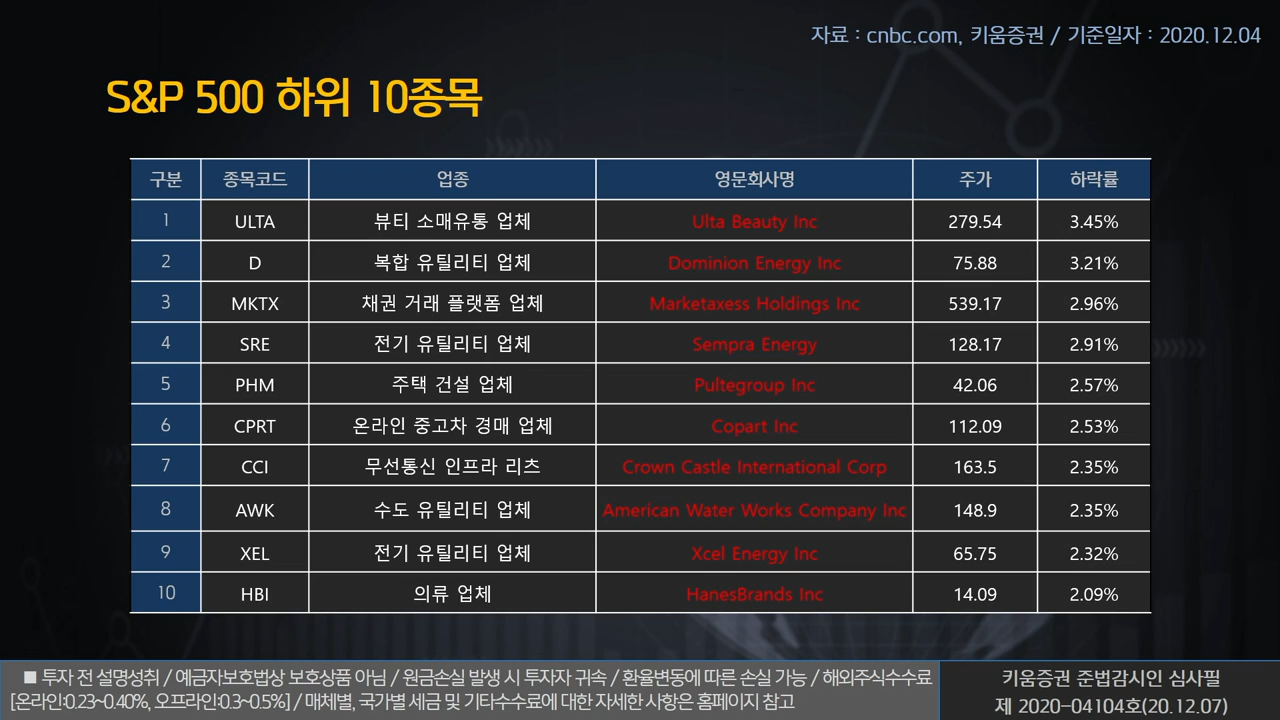 자료 : cnbc.com, 키움증권 / 기준일자 : 2020.12.04
S&P 500 하위 10종목
구분 종목코드 업종 영문회사명 주가 하락률
1 ULTA 뷰티 소매유통 업체 Ulta Beauty Inc 279.54 3.45%
2 D 복합 유틸리티 업체 Dominion Energy Inc 75.88 3.21%
3 MKTX 채권 거래 플랫폼 업체 Marketaxess Holdings Inc 539.17 2.96%
4 SRE 전기 유틸리티 업체 Sempra Energy 128.17 2.91%
5 PHM 주택 건설 업체 Pultegroup Inc 42.06 2.57%
6 CPRT 온라인 중고차 경매 업체 Copart Inc 112.09 2.53%
7 CCI 무선통신 인프라 리츠 Crown Castle International Corp 163.5 2.35%
8 AWK 수도 유틸리티 업체 American Water Works Company Inc 148.9 2.35%
9 XEL 전기 유틸리티 업체 Xcel Energy Inc 65.75 2.32%
10 HBI 의류 업체 HanesBrands Inc 14.09 2.09%
■ 투자 전 설명성취 / 예금자보호법상 보호상품 아님 / 원금손실 발생 시 투자자 귀속 / 환율변동에 따른 손실 가능 / 해외주식수수료
[온라인:0.23~0.40%, 오프라인:0.3~0.5%] / 매체별, 국가별 세금 및 기타수수료에 대한 자세한 사항은 홈페이지 참고
키움증권 준법감시인 심사필
제 2020-04104호(20.12.07)